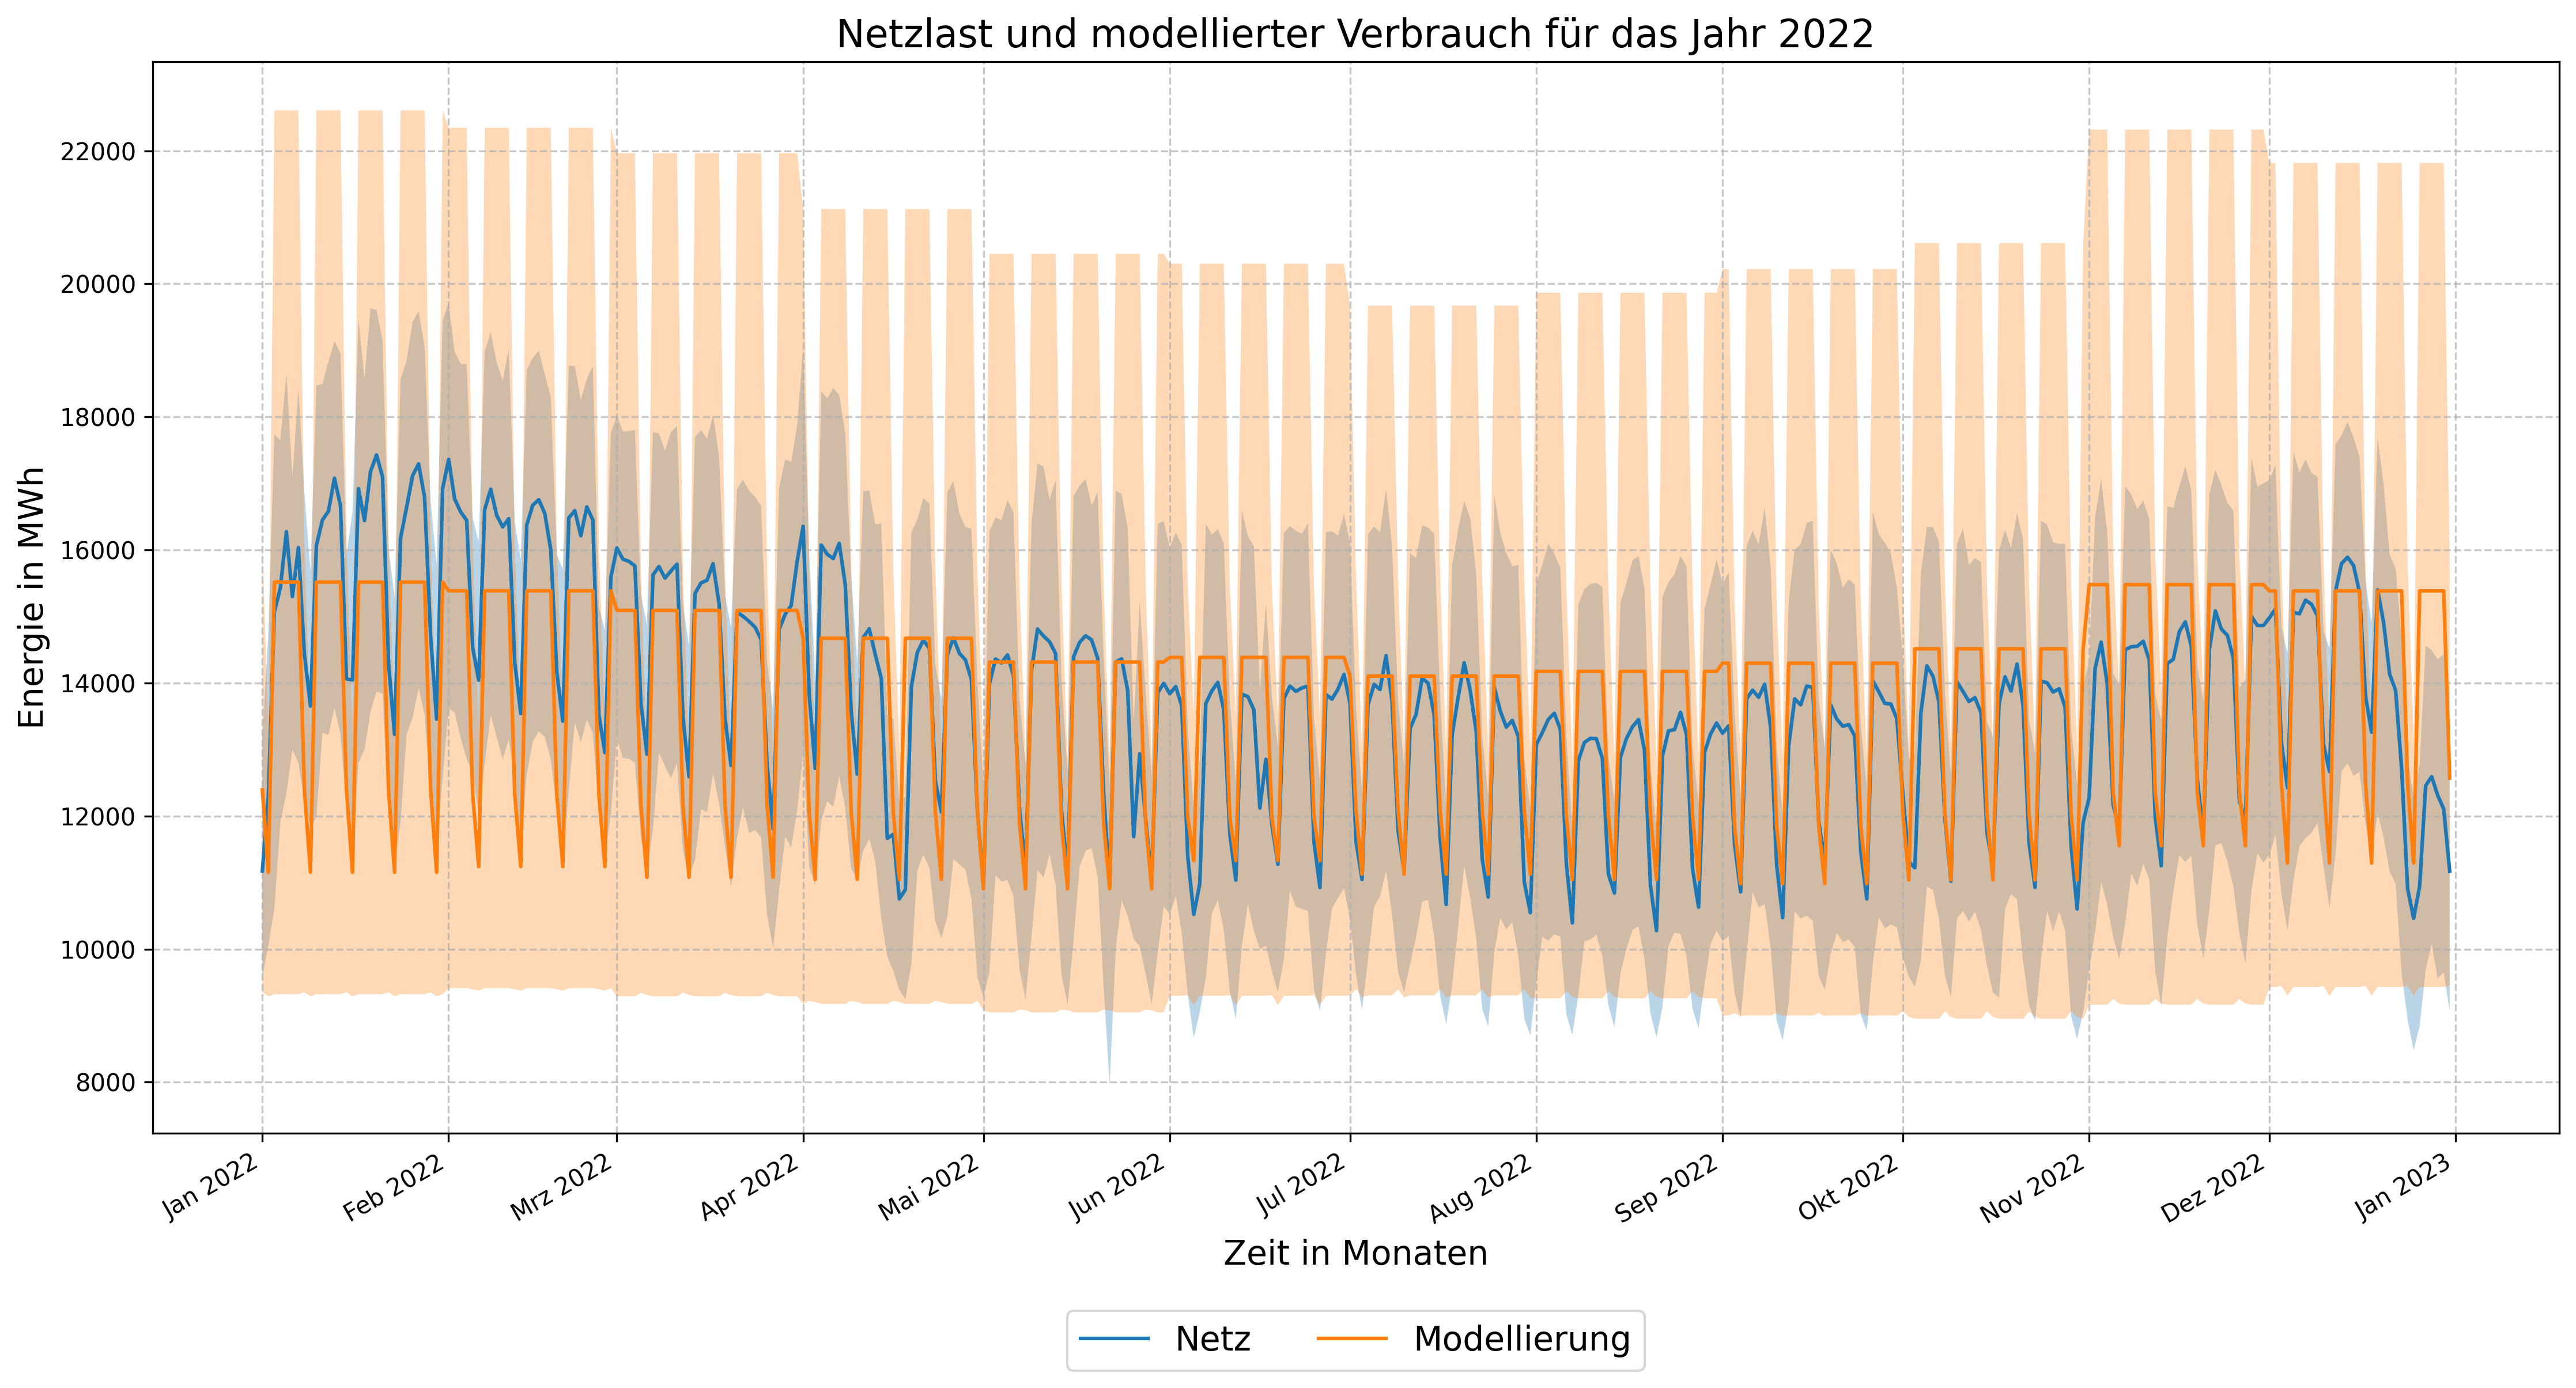 Netzlast und modellierter Verbrauch für das Jahr 2022
Energie in MWh
22000
20000
18000
16000
14000
12000
10000
8000
Jan 2022
Feb 2022
Mrz 2022
Apr 2022
Mai 2022
Jun 2022
Jul 2022
Aug 2022
Sep 2022
Okt 2022
Nov 2022
Dez 2022
Jan 2023
Zeit in Monaten
Netz
Modellierung